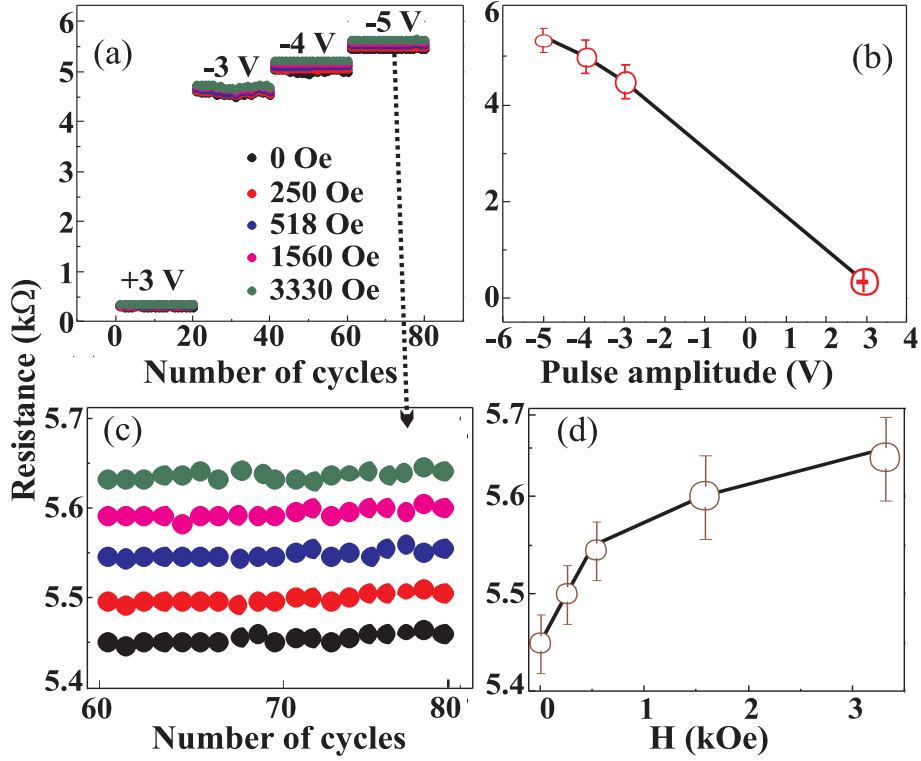 (a)
-3 V
-4 V
-5 V
+3 V
0 Oe
250 Oe
518 Oe
1560 Oe
3330 Oe
6
5
4
3
2
1
0
0 20 40 60 80
Number of cycles
Resistance (kΩ)
(b)
6
4
2
0
-6 -5 -4 -3 -2 -1 0 1 2 3 4
Pulse amplitude (V)
(c)
5.7
5.6
5.5
5.4
60 70 80
Number of cycles
(d)
5.7
5.6
5.5
5.4
0 1 2 3
H (kOe)